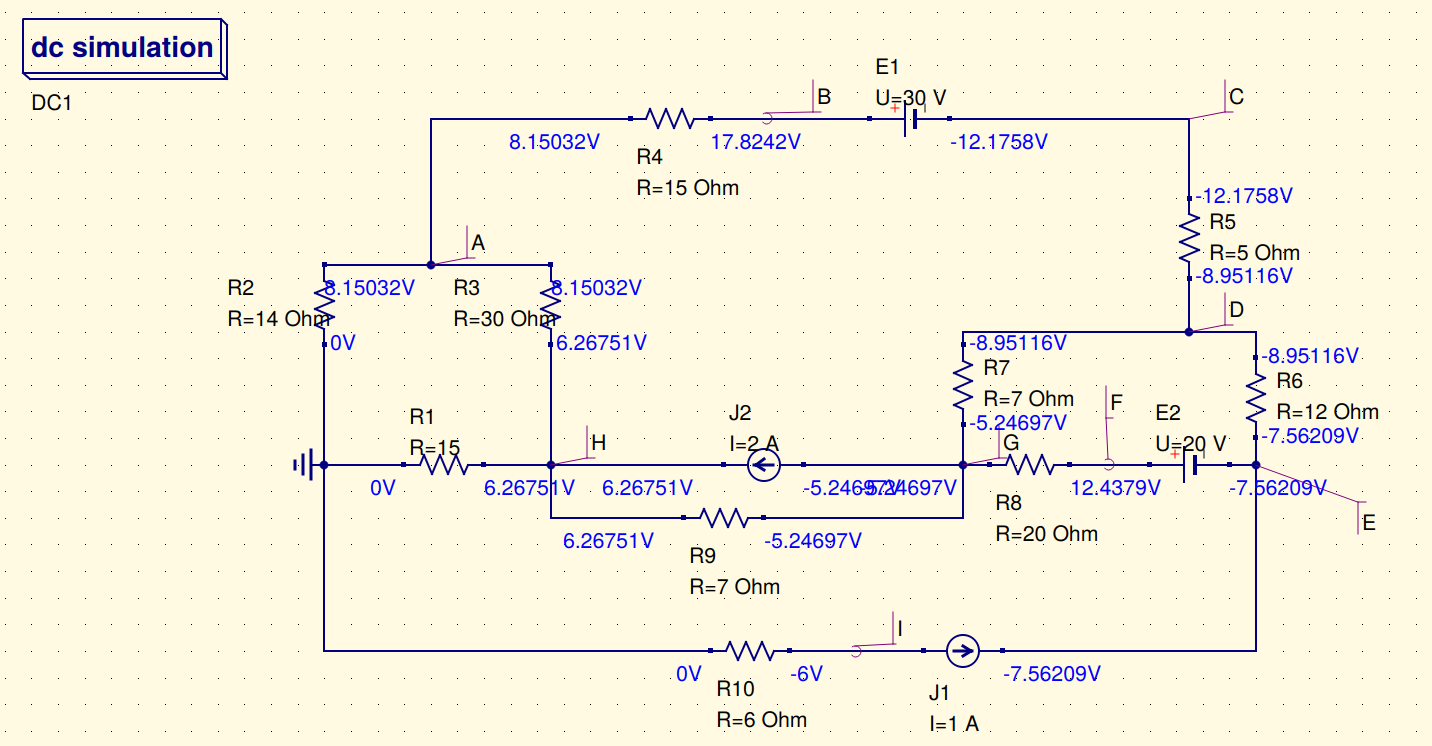 dc simulation
DC1
E1
U=30 V
B
C
8.15032V
17.8242V
-12.1758V
R4
R=15 Ohm
-12.1758V
R5
R=5 Ohm
-8.95116V
A
R2
R=14 Ohm
8.15032V
R3
R=30 Ohm
8.15032V
0V
6.26751V
D
-8.95116V
R7
R=7 Ohm
-5.24697V
-8.95116V
R6
R=12 Ohm
-7.56209V
R1
R=15
H
J2
I=2 A
G
F
E2
U=20 V
0V
6.26751V
6.26751V
-5.24697V
-5.24697V
12.4379V
-7.56209V
R8
R=20 Ohm
E
6.26751V
-5.24697V
R9
R=7 Ohm
I
0V
-6V
-7.56209V
R10
R=6 Ohm
J1
I=1 A